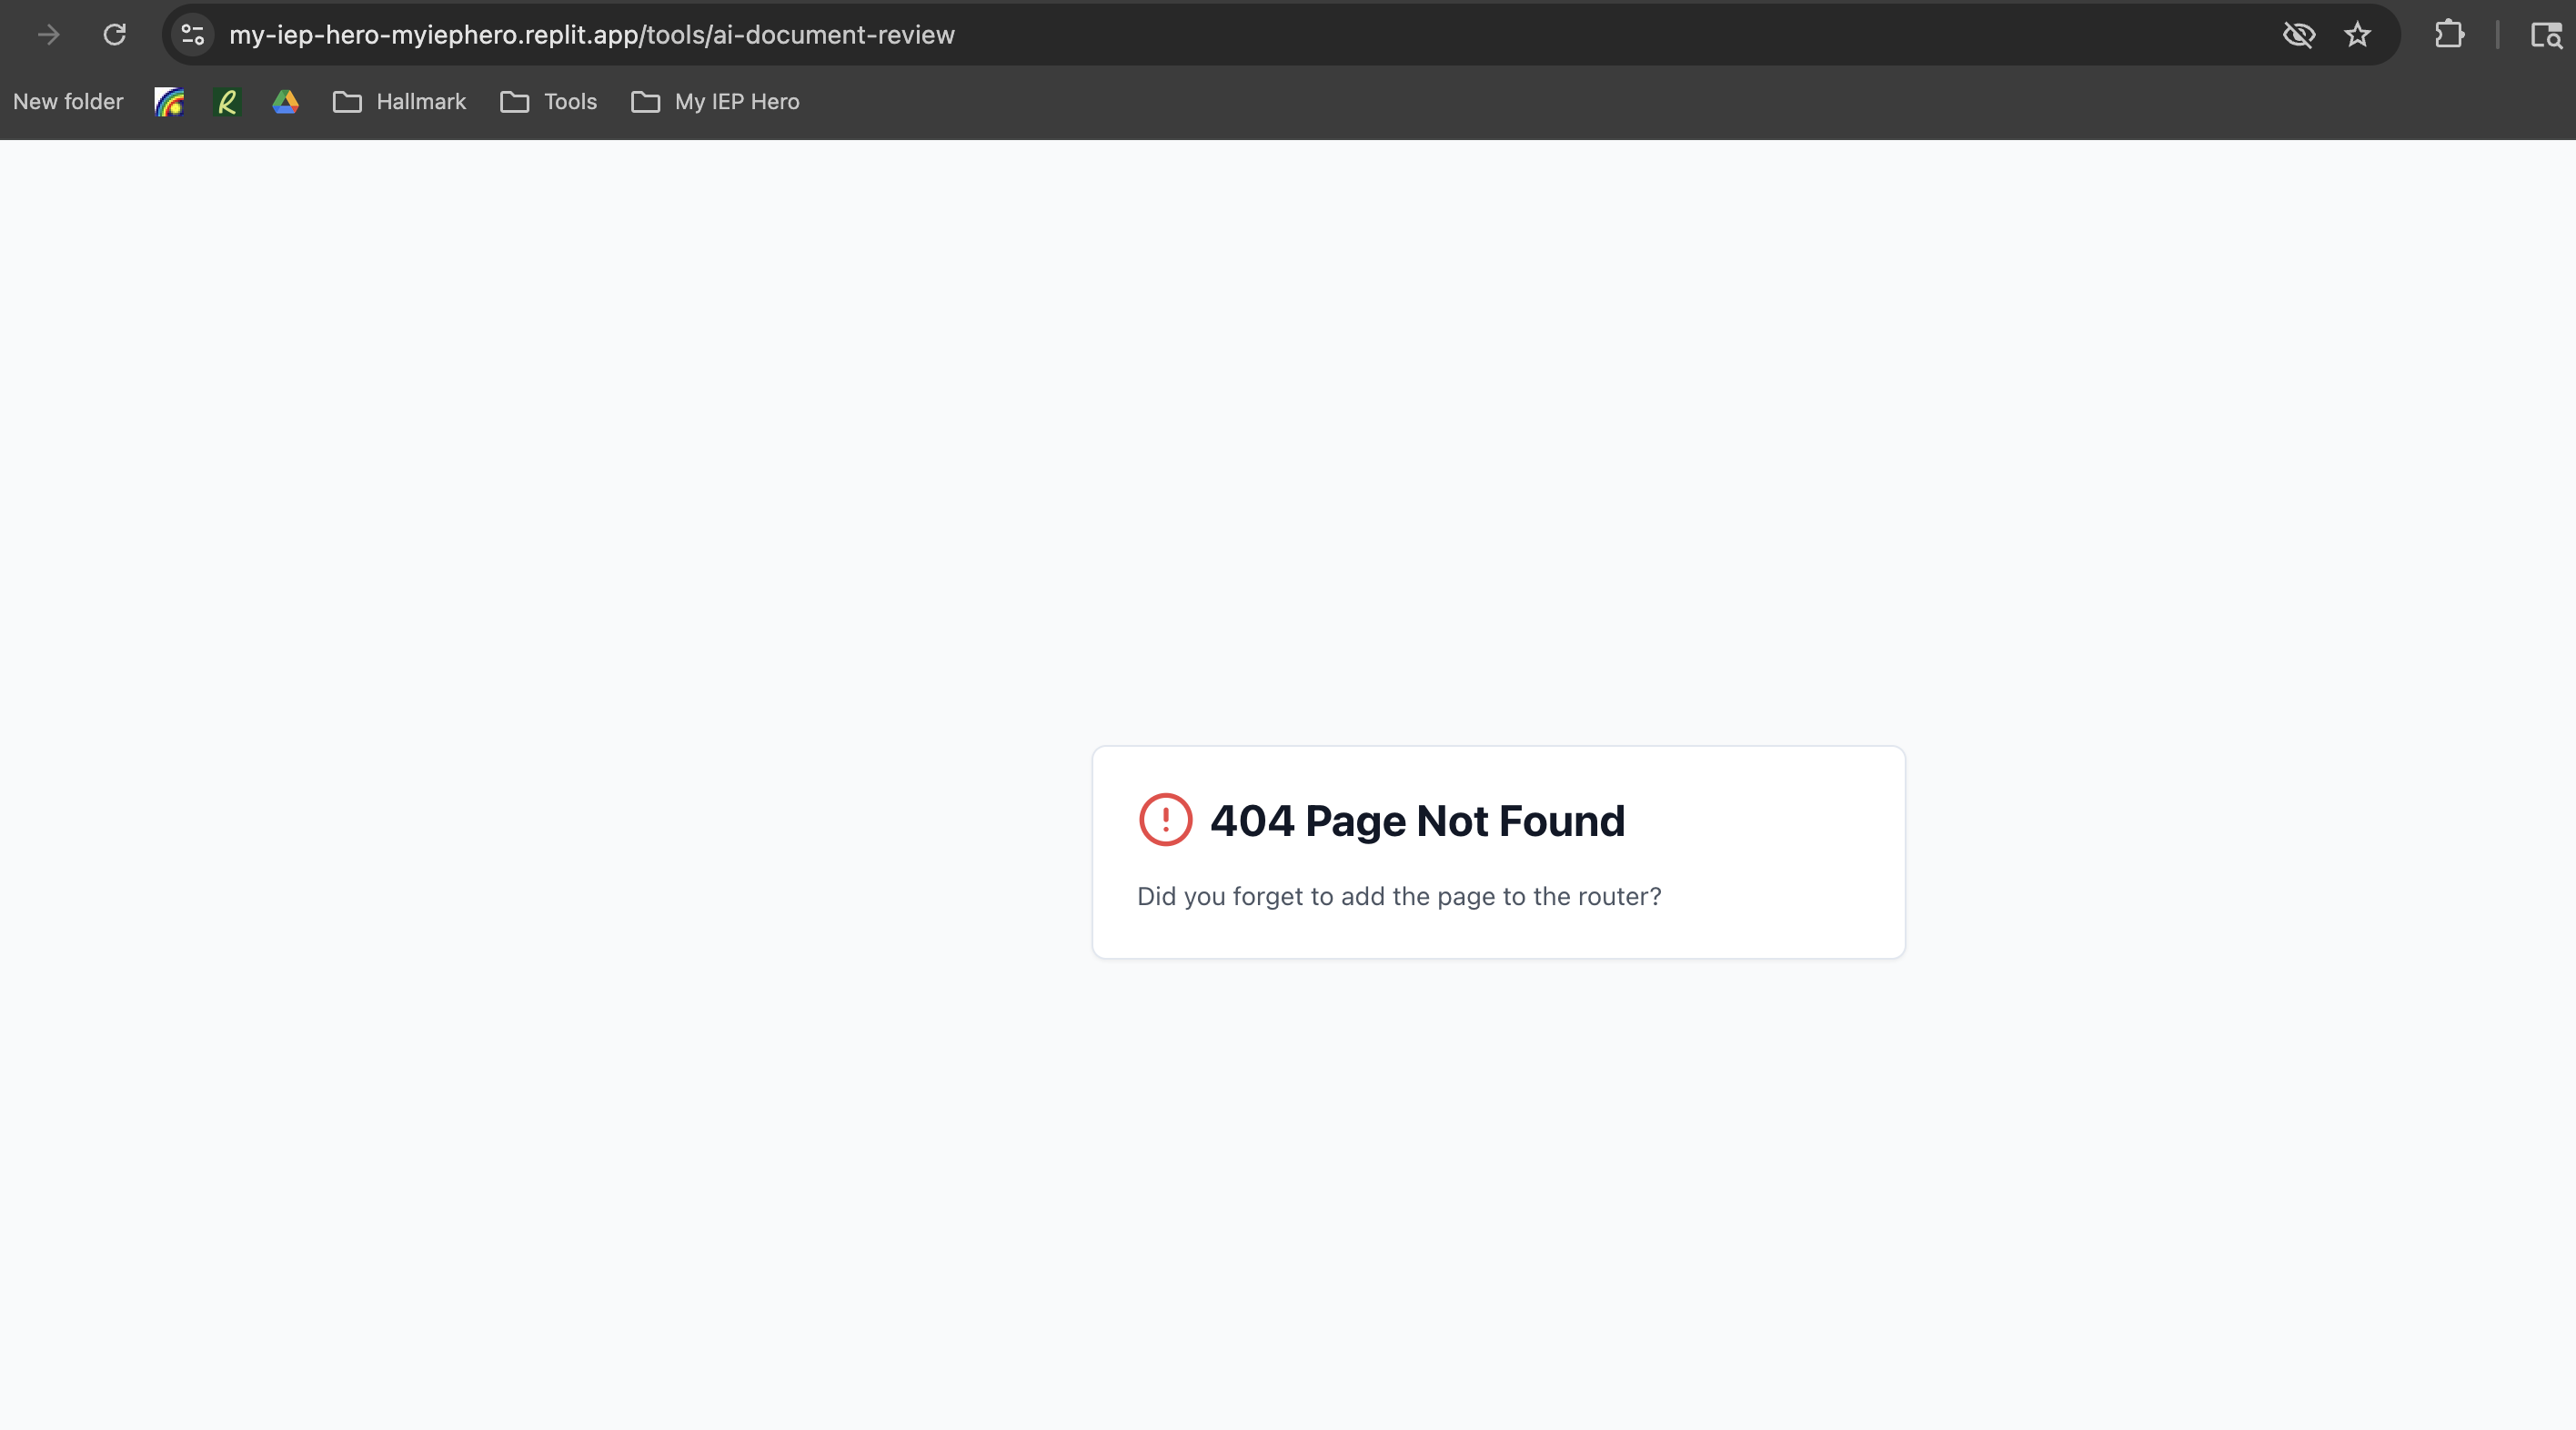 my-iep-hero-myiephero.replit.app/tools/ai-document-review
New folder R Hallmark Tools My IEP Hero
404 Page Not Found
Did you forget to add the page to the router?